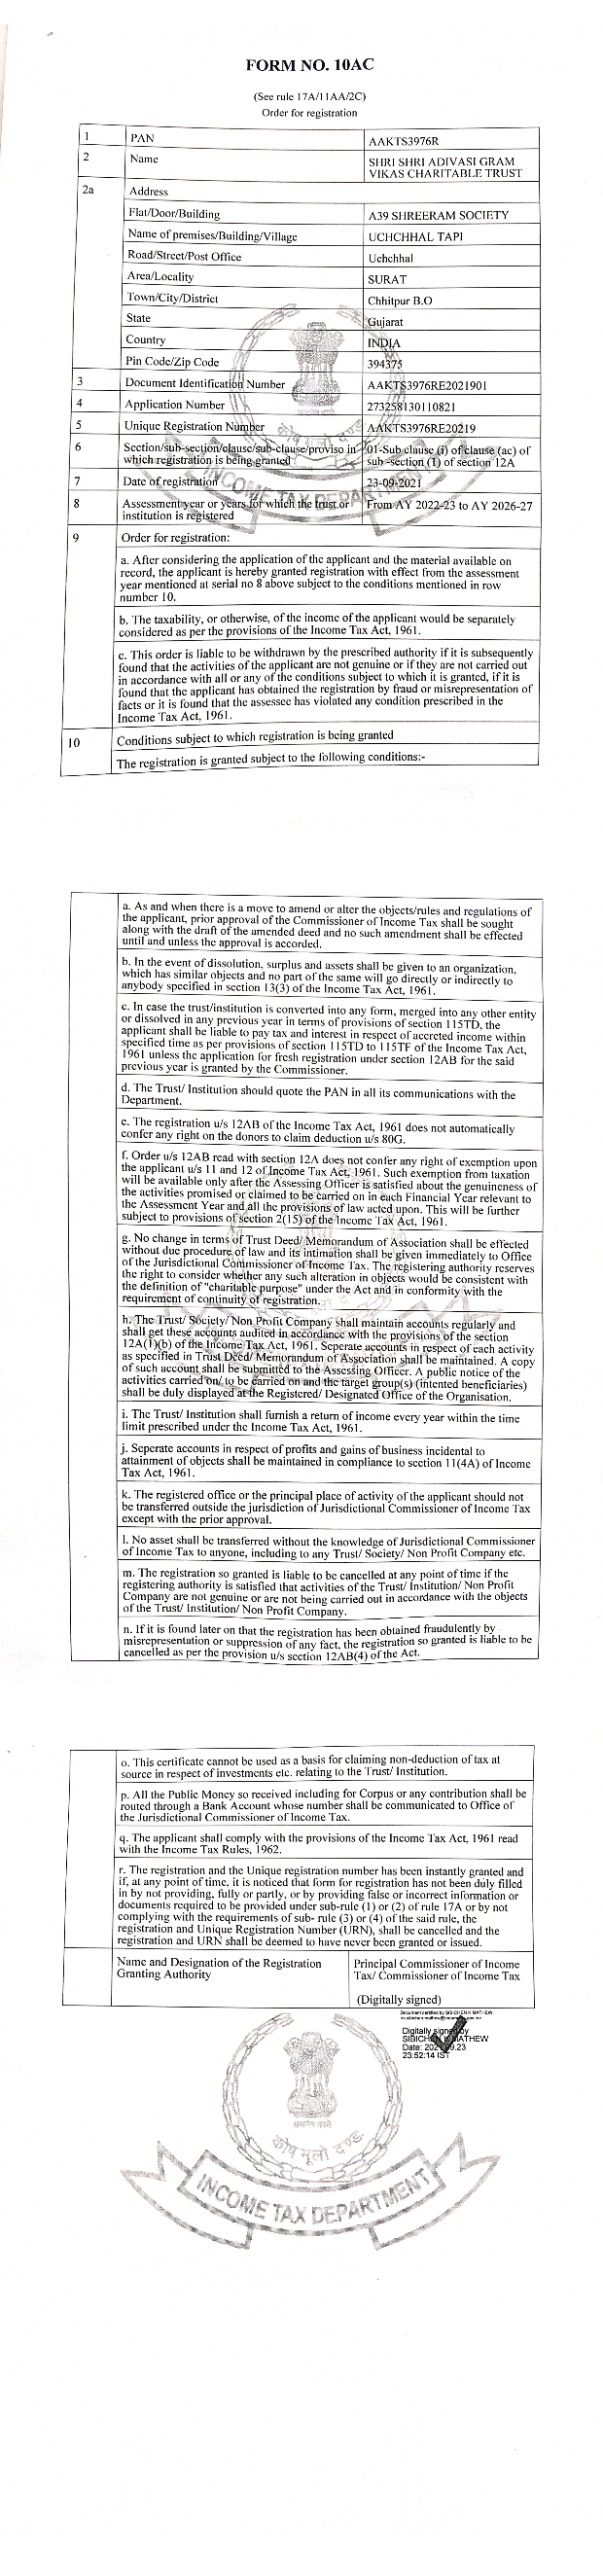 FORM NO. 10AC
(See rule 17A/11AA/2C)
Order for registration
1 PAN AAKTS3976R
2 Name SHRI SHRI ADIVASI GRAM
VIKAS CHARITABLE TRUST
2a Address
Flat/Door/Building A39 SHREERAM SOCIETY
Name of premises/Building/Village UCHCHHAL TAPI
Road/Street/Post Office Uchchhal
Area/Locality SURAT
Town/City/District Chhitpur B.O
State Gujarat
Country INDIA
Pin Code/Zip Code 394375
3 Document Identification Number AAKTS3976RE2021901
4 Application Number 273258130110821
5 Unique Registration Number AAKTS3976RE20219
6 Section/sub-section/clause/sub-clause/proviso in 01-Sub clause (i) of clause (ac) of
which registration is being granted sub -section (1) of section 12A
7 Date of registration 23-09-2021
8 Assessment year or years for which the trust or From AY 2022-23 to AY 2026-27
institution is registered
कोष मूलो दण्ड
INCOME TAX DEPARTMENT
9 Order for registration:
a. After considering the application of the applicant and the material available on
record, the applicant is hereby granted registration with effect from the assessment
year mentioned at serial no 8 above subject to the conditions mentioned in row
number 10.
b. The taxability, or otherwise, of the income of the applicant would be separately
considered as per the provisions of the Income Tax Act, 1961.
c. This order is liable to be withdrawn by the prescribed authority if it is subsequently
found that the activities of the applicant are not genuine or if they are not carried out
in accordance with all or any of the conditions subject to which it is granted, if it is
found that the applicant has obtained the registration by fraud or misrepresentation of
facts or it is found that the assessee has violated any condition prescribed in the
Income Tax Act, 1961.
10 Conditions subject to which registration is being granted
The registration is granted subject to the following conditions:-
a. As and when there is a move to amend or alter the objects/rules and regulations of
the applicant, prior approval of the Commissioner of Income Tax shall be sought
along with the draft of the amended deed and no such amendment shall be effected
until and unless the approval is accorded.
b. In the event of dissolution, surplus and assets shall be given to an organization,
which has similar objects and no part of the same will go directly or indirectly to
anybody specified in section 13(3) of the Income Tax Act, 1961.
c. In case the trust/institution is converted into any form, merged into any other entity
or dissolved in any previous year in terms of provisions of section 115TD, the
applicant shall be liable to pay tax and interest in respect of accreted income within
specified time as per provisions of section 115TD to 115TF of the Income Tax Act,
1961 unless the application for fresh registration under section 12AB for the said
previous year is granted by the Commissioner.
d. The Trust/ Institution should quote the PAN in all its communications with the
Department.
e. The registration u/s 12AB of the Income Tax Act, 1961 does not automatically
confer any right on the donors to claim deduction u/s 80G.
f. Order u/s 12AB read with section 12A does not confer any right of exemption upon
the applicant u/s 11 and 12 of Income Tax Act, 1961. Such exemption from taxation
will be available only after the Assessing Officer is satisfied about the genuineness of
the activities promised or claimed to be carried on in each Financial Year relevant to
the Assessment Year and all the provisions of law acted upon. This will be further
subject to provisions of section 2(15) of the Income Tax Act, 1961.
g. No change in terms of Trust Deed/ Memorandum of Association shall be effected
without due procedure of law and its intimation shall be given immediately to Office
of the Jurisdictional Commissioner of Income Tax. The registering authority reserves
the right to consider whether any such alteration in objects would be consistent with
the definition of "charitable purpose" under the Act and in conformity with the
requirement of continuity of registration.
h. The Trust/ Society/ Non Profit Company shall maintain accounts regularly and
shall get these accounts audited in accordance with the provisions of the section
12A(1)(b) of the Income Tax Act, 1961. Seperate accounts in respect of each activity
as specified in Trust Deed/ Memorandum of Association shall be maintained. A copy
of such account shall be submitted to the Assessing Officer. A public notice of the
activities carried on/ to be carried on and the target group(s) (intented beneficiaries)
shall be duly displayed at the Registered/ Designated Office of the Organisation.
i. The Trust/ Institution shall furnish a return of income every year within the time
limit prescribed under the Income Tax Act, 1961.
j. Seperate accounts in respect of profits and gains of business incidental to
attainment of objects shall be maintained in compliance to section 11(4A) of Income
Tax Act, 1961.
k. The registered office or the principal place of activity of the applicant should not
be transferred outside the jurisdiction of Jurisdictional Commissioner of Income Tax
except with the prior approval.
l. No asset shall be transferred without the knowledge of Jurisdictional Commissioner
of Income Tax to anyone, including to any Trust/ Society/ Non Profit Company etc.
m. The registration so granted is liable to be cancelled at any point of time if the
registering authority is satisfied that activities of the Trust/ Institution/ Non Profit
Company are not genuine or are not being carried out in accordance with the objects
of the Trust/ Institution/ Non Profit Company.
n. If it is found later on that the registration has been obtained fraudulently by
misrepresentation or suppression of any fact, the registration so granted is liable to be
cancelled as per the provision u/s section 12AB(4) of the Act.
o. This certificate cannot be used as a basis for claiming non-deduction of tax at
source in respect of investments etc. relating to the Trust/ Institution.
p. All the Public Money so received including for Corpus or any contribution shall be
routed through a Bank Account whose number shall be communicated to Office of
the Jurisdictional Commissioner of Income Tax.
q. The applicant shall comply with the provisions of the Income Tax Act, 1961 read
with the Income Tax Rules, 1962.
r. The registration and the Unique registration number has been instantly granted and
if, at any point of time, it is noticed that form for registration has not been duly filled
in by not providing, fully or partly, or by providing false or incorrect information or
documents required to be provided under sub-rule (1) or (2) of rule 17A or by not
complying with the requirements of sub- rule (3) or (4) of the said rule, the
registration and Unique Registration Number (URN), shall be cancelled and the
registration and URN shall be deemed to have never been granted or issued.
Name and Designation of the Registration Principal Commissioner of Income
Granting Authority Tax/ Commissioner of Income Tax
(Digitally signed)
Document certified by SIBICHEN K MATHEW
Digitally signed by
SIBICHEN K MATHEW
Date: 2021.09.23
23:52:14 IST
कोष मूलो दण्ड
INCOME TAX DEPARTMENT